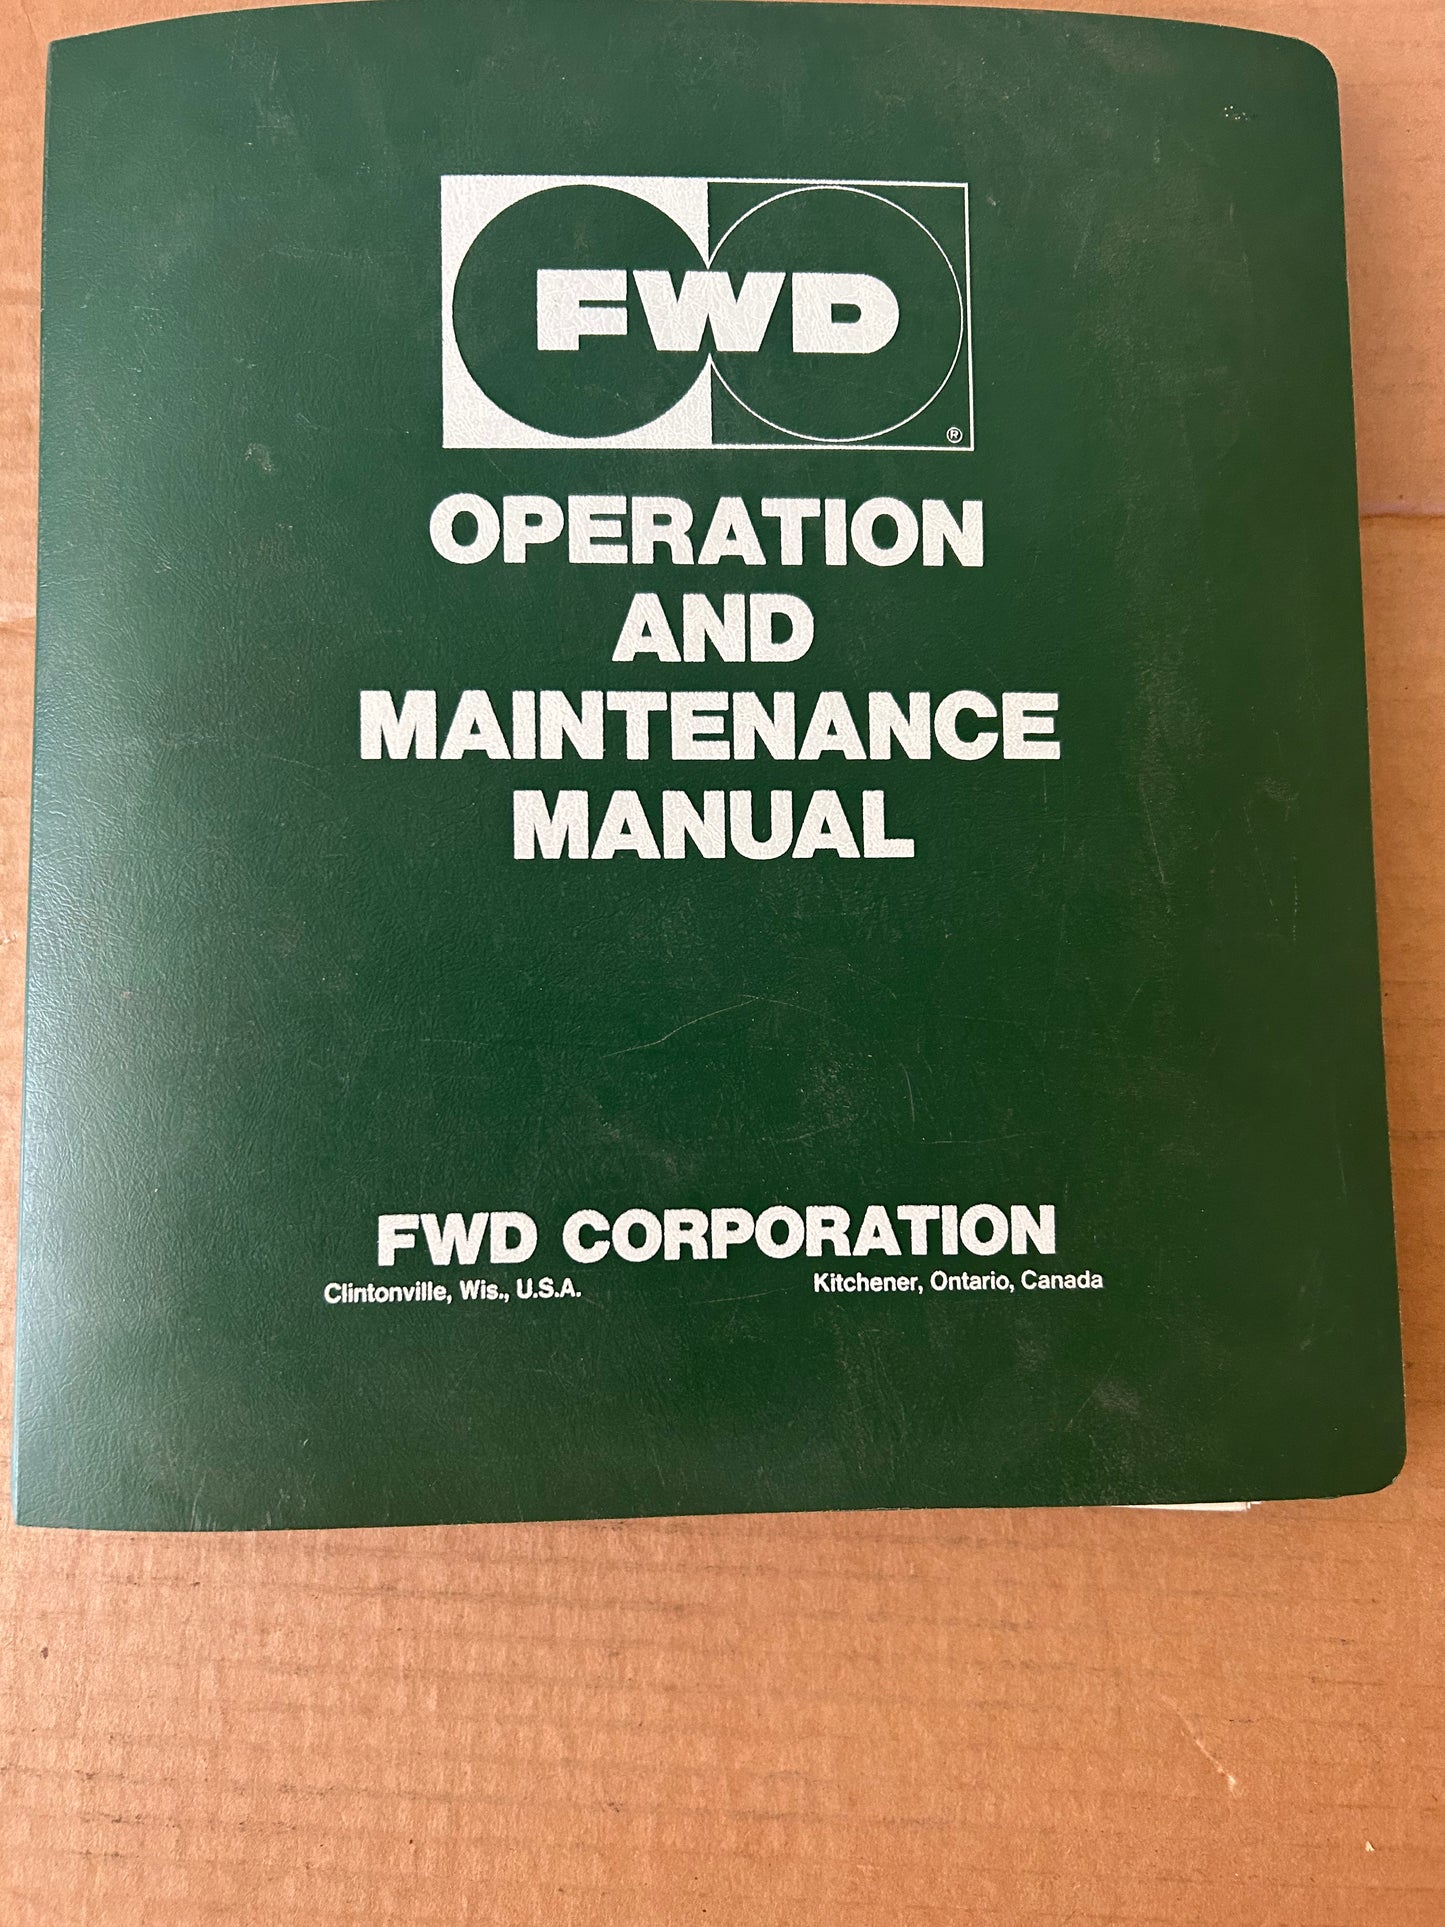 FWD
®
OPERATION
AND
MAINTENANCE
MANUAL
FWD CORPORATION
Clintonville, Wis., U.S.A. Kitchener, Ontario, Canada